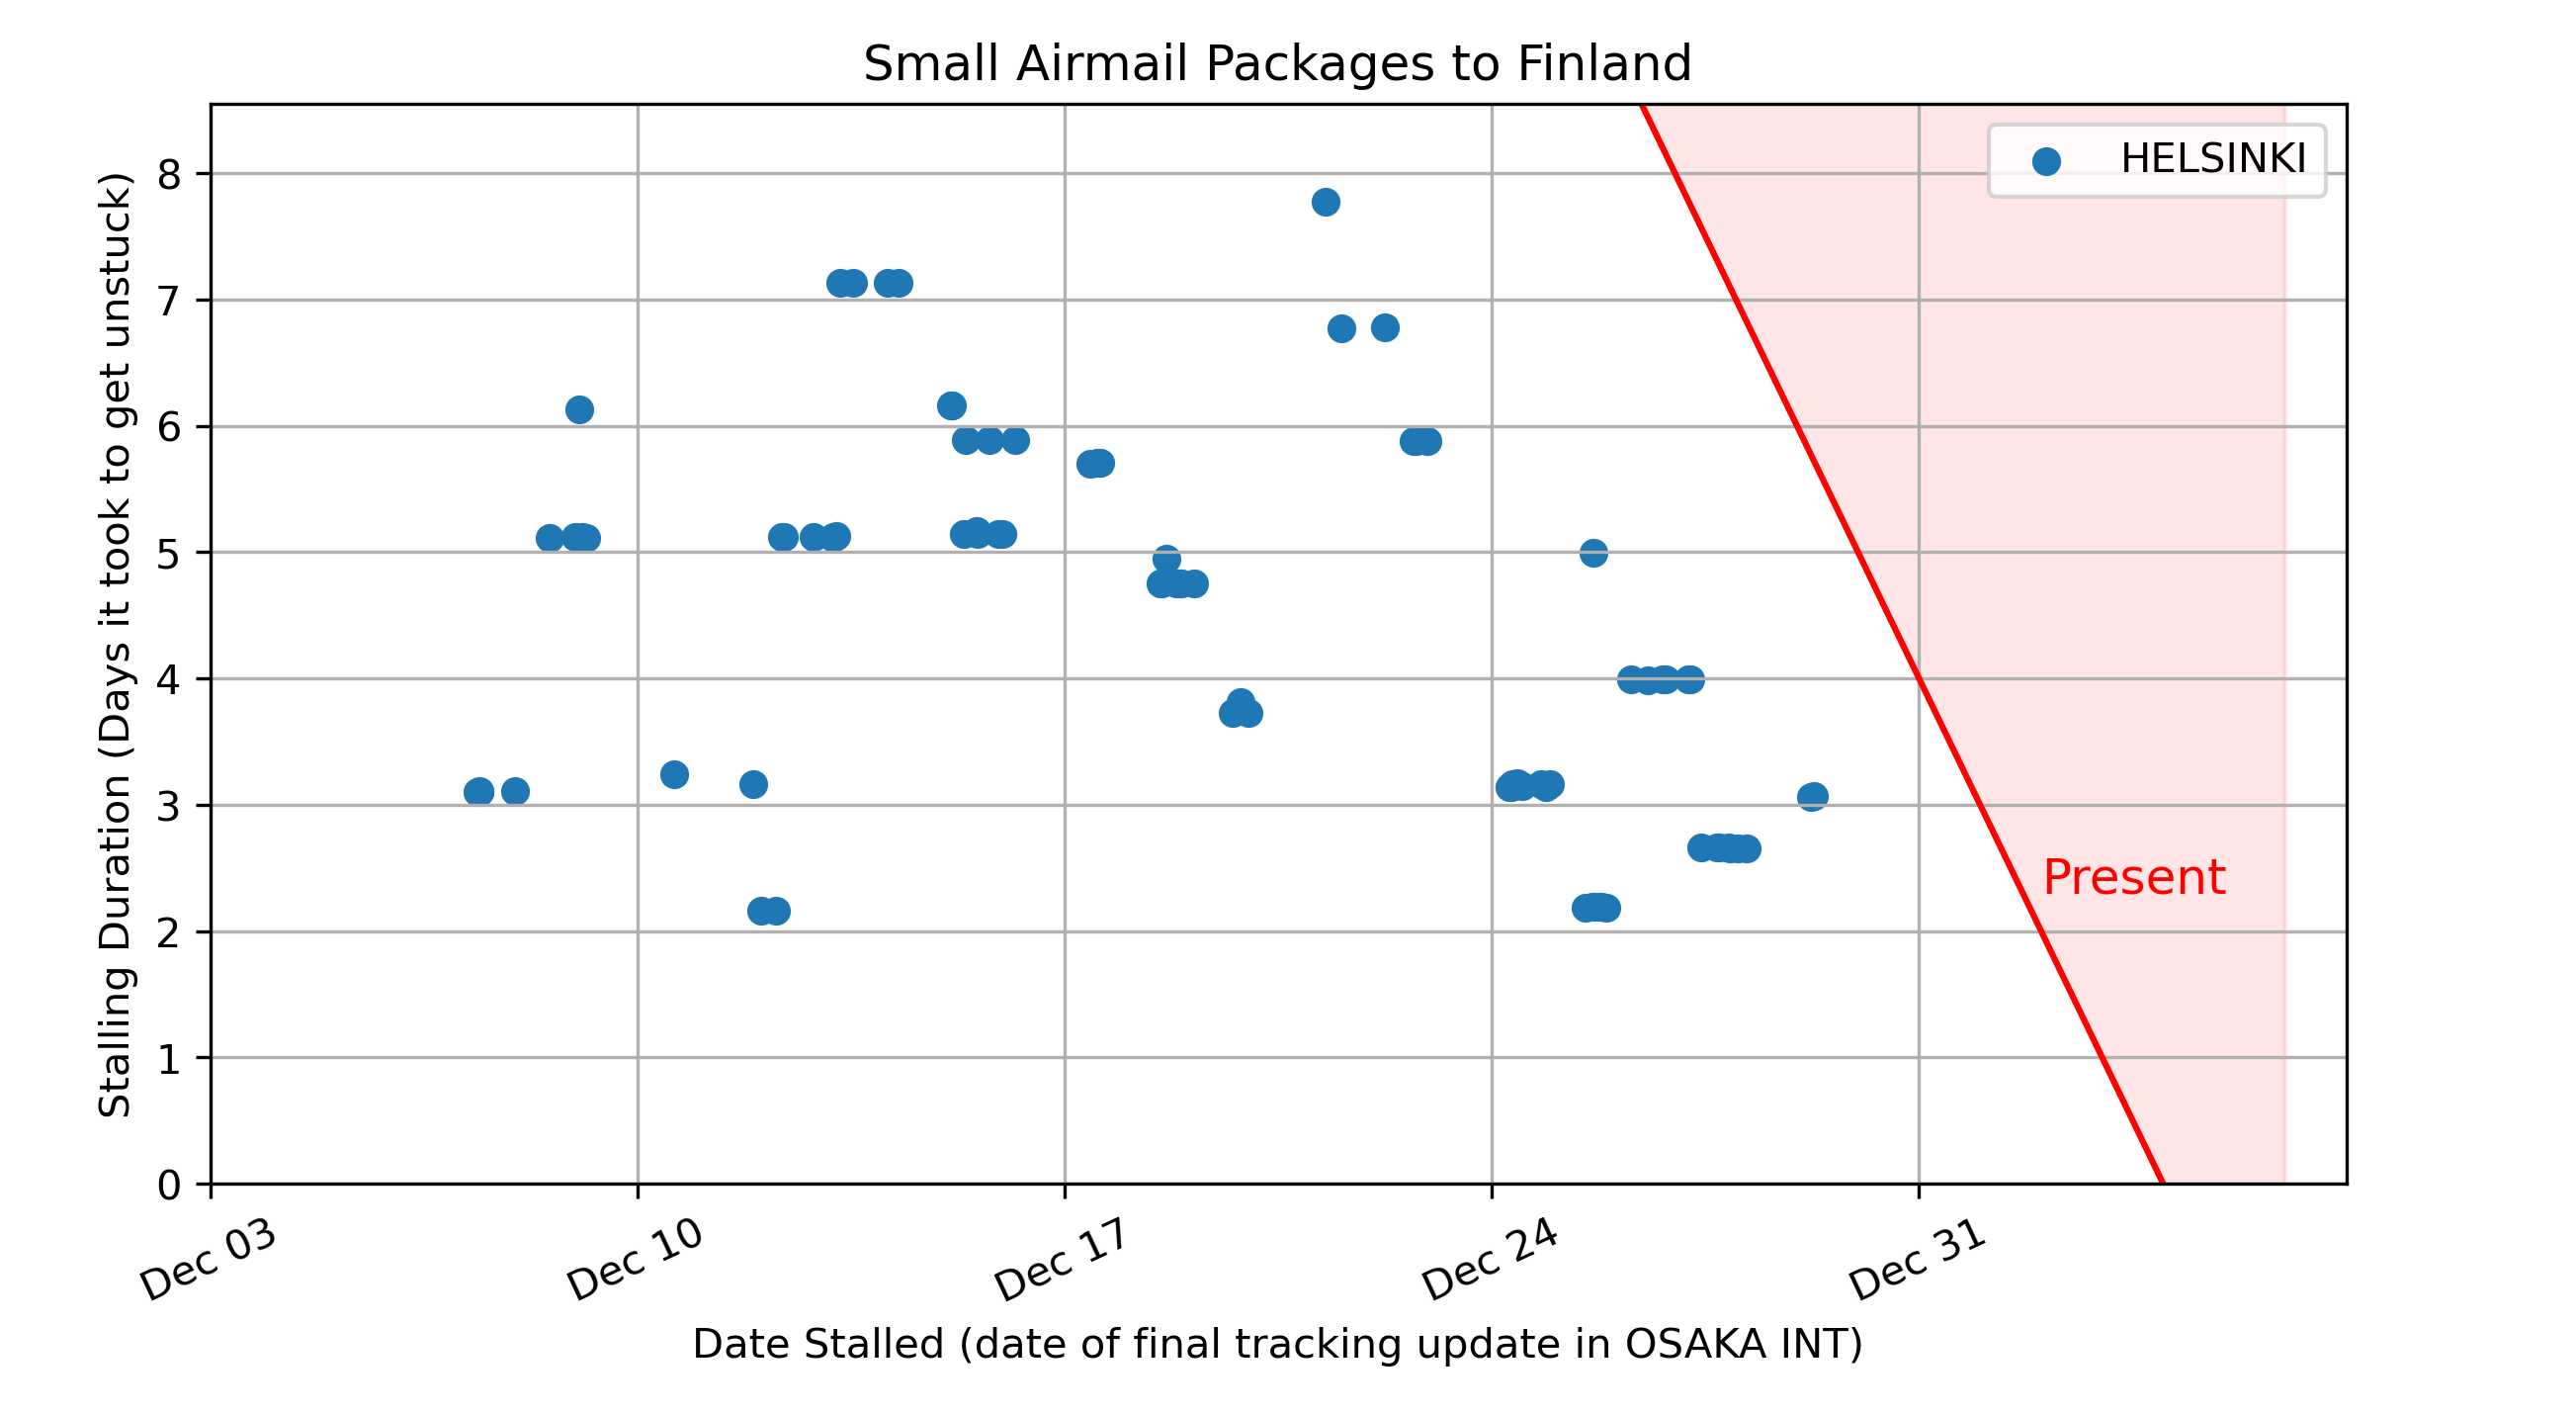 Small Airmail Packages to Finland
HELSINKI
Stalling Duration (Days it took to get unstuck)
8
7
6
5
4
3
2
1
0
Present
Dec 03
Dec 10
Dec 17
Dec 24
Dec 31
Date Stalled (date of final tracking update in OSAKA INT)